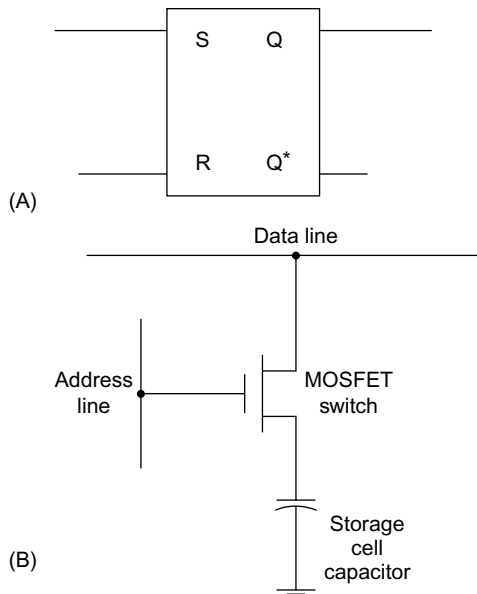 S Q
R Q*
(A)
Data line
Address
line
MOSFET
switch
Storage
cell
capacitor
(B)